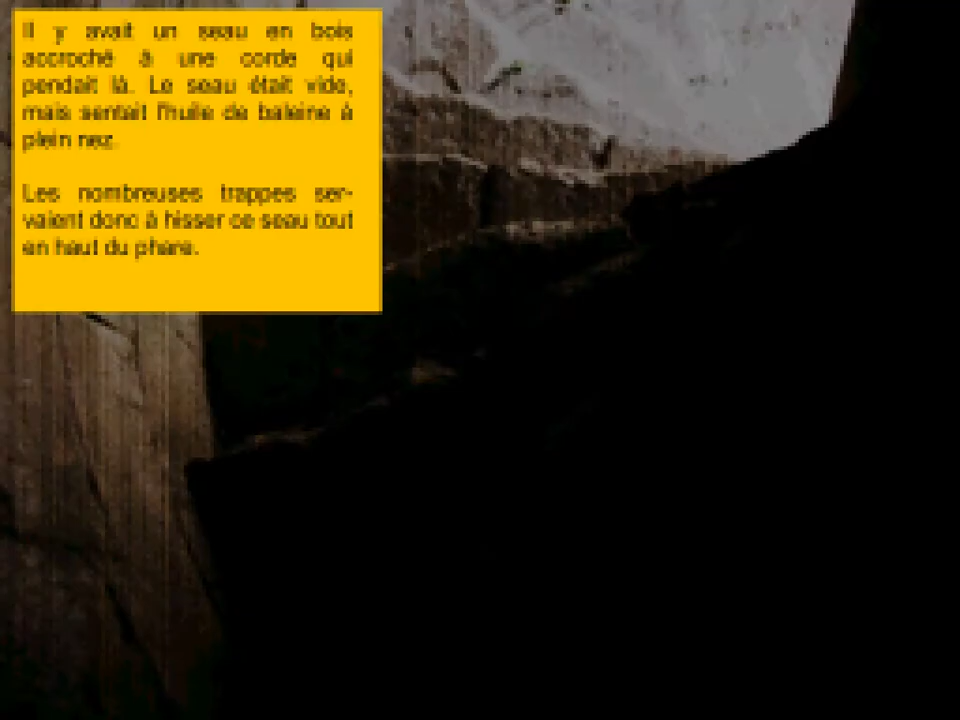 Il y avait un seau en bois
accroché à une corde qui
pendait là. Le seau était vide,
mais sentait l'huile de baleine à
plein nez.
Les nombreuses trappes ser-
vaient donc à hisser ce seau tout
en haut du phare.